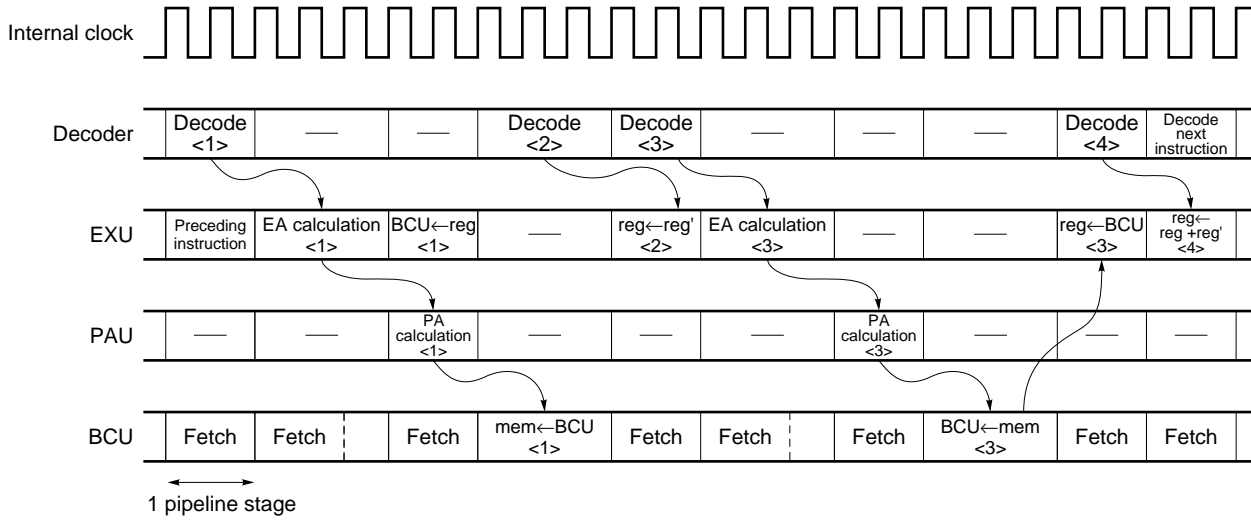 Internal clock
Decoder
Decode
<1>
—
—
Decode
<2>
Decode
<3>
—
—
—
Decode
<4>
Decode
next
instruction
EXU
Preceding
instruction
EA calculation
<1>
BCU←reg
<1>
—
reg←reg'
<2>
EA calculation
<3>
—
—
reg←BCU
<3>
reg←
reg +reg'
<4>
PAU
—
—
PA
calculation
<1>
—
—
—
PA
calculation
<3>
—
—
—
BCU
Fetch
Fetch
Fetch
mem←BCU
<1>
Fetch
Fetch
Fetch
BCU←mem
<3>
Fetch
Fetch
1 pipeline stage